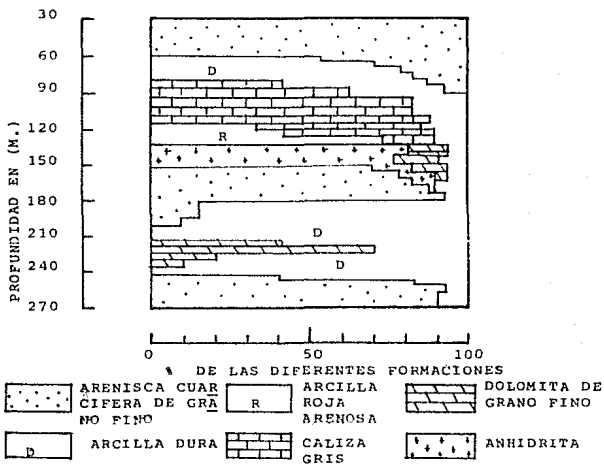 30
60
90
120
150
180
210
240
270
PROFUNDIDAD EN (M.)
D
R
D
D
0 50 100
% DE LAS DIFERENTES FORMACIONES
ARENISCA CUAR
CIFERA DE GRA
NO FINO
R
ARCILLA
ROJA
ARENOSA
DOLOMITA DE
GRANO FINO
D
ARCILLA DURA
CALIZA
GRIS
ANHIDRITA